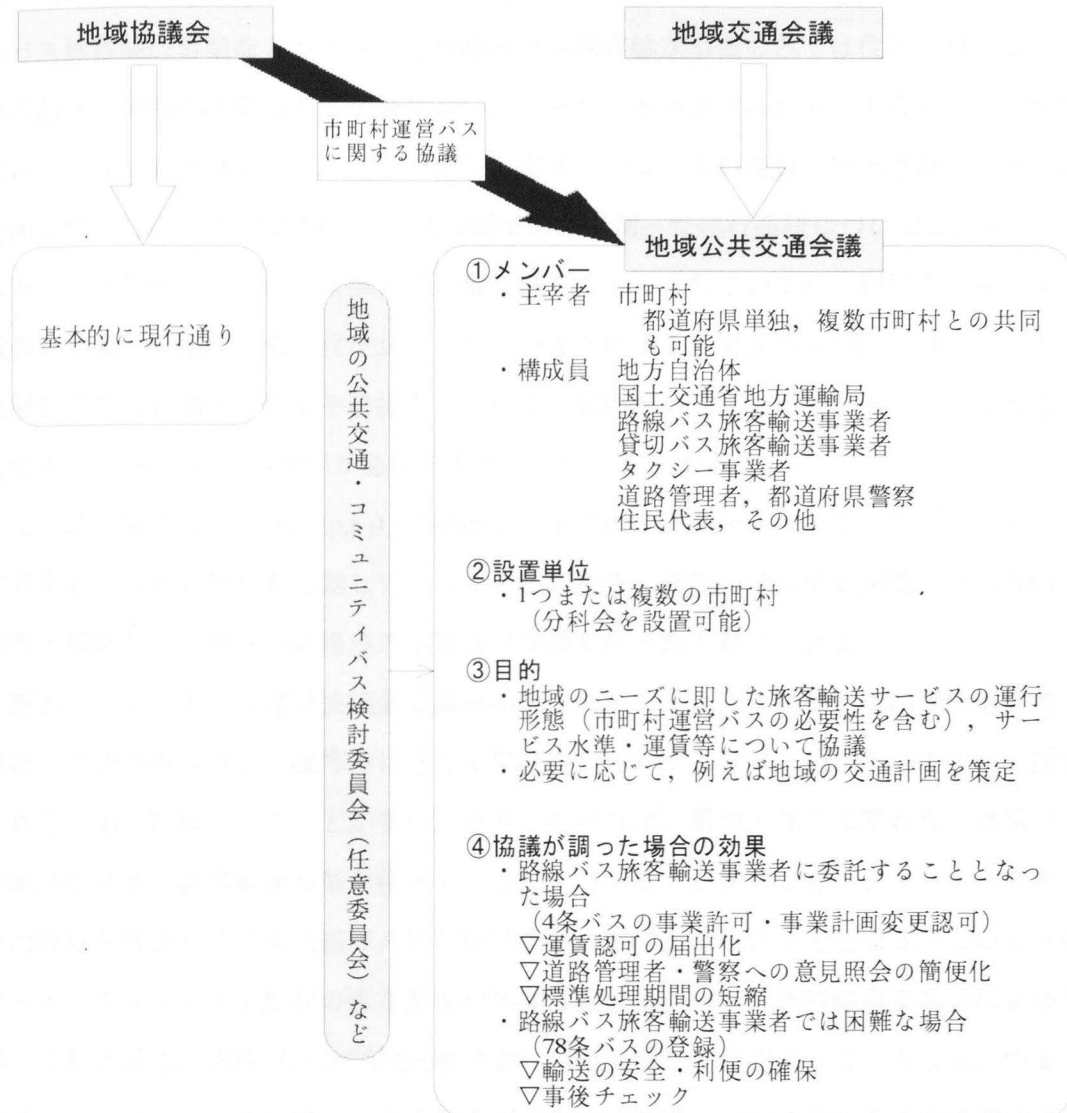 地域協議会
地域交通会議
市町村運営バス
に関する協議
地域公共交通会議
基本的に現行通り
地域の公共交通・コミュニティバス検討委員会（任意委員会）など
①メンバー
・主宰者　市町村
都道府県単独，複数市町村との共同
も可能
・構成員　地方自治体
国土交通省地方運輸局
路線バス旅客輸送事業者
貸切バス旅客輸送事業者
タクシー事業者
道路管理者，都道府県警察
住民代表，その他
②設置単位
・1つまたは複数の市町村
（分科会を設置可能）
③目的
・地域のニーズに即した旅客輸送サービスの運行
形態（市町村運営バスの必要性を含む），サー
ビス水準・運賃等について協議
・必要に応じて，例えば地域の交通計画を策定
④協議が調った場合の効果
・路線バス旅客輸送事業者に委託することとなっ
た場合
（4条バスの事業許可・事業計画変更認可）
▽運賃認可の届出化
▽道路管理者・警察への意見照会の簡便化
▽標準処理期間の短縮
・路線バス旅客輸送事業者では困難な場合
（78条バスの登録）
▽輸送の安全・利便の確保
▽事後チェック